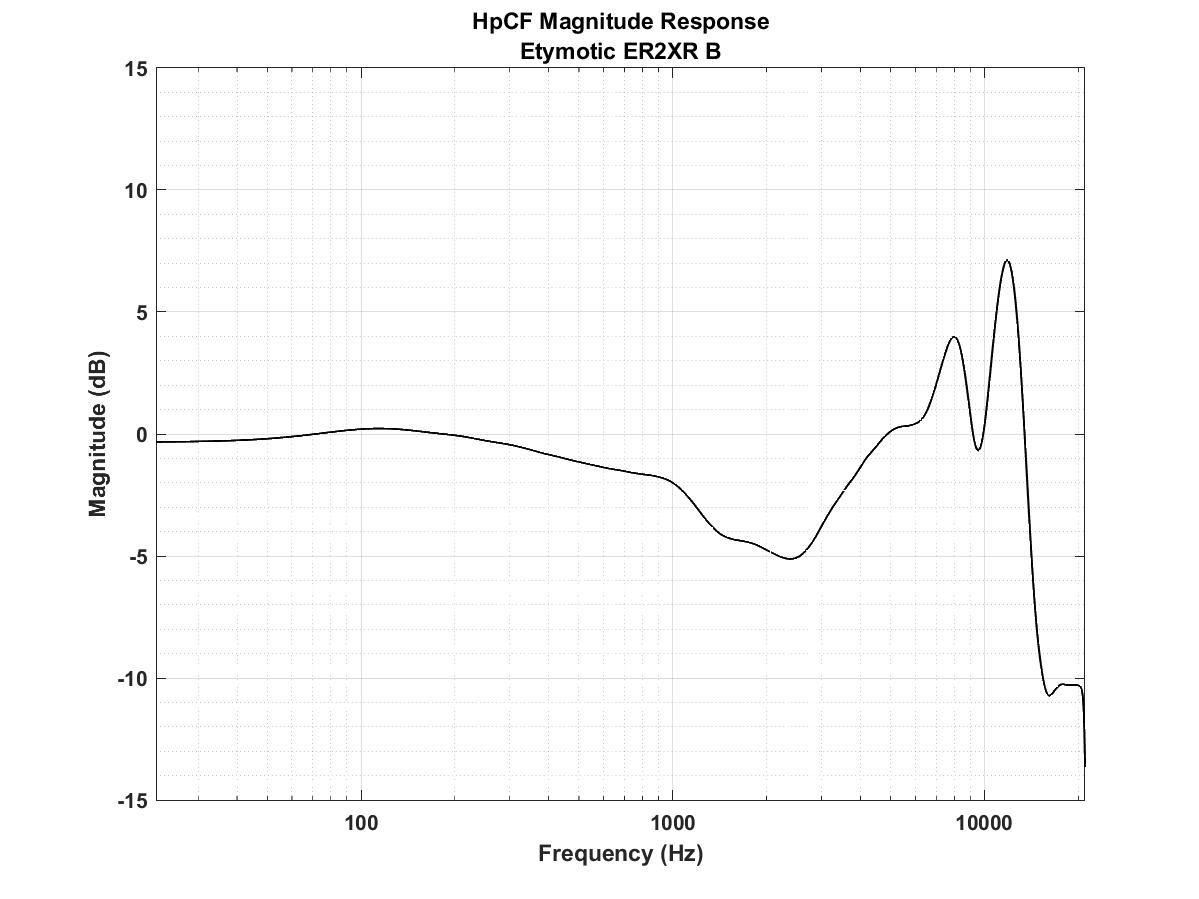 HpCF Magnitude Response
Etymotic ER2XR B
15
10
5
0
-5
-10
-15
Magnitude (dB)
100
1000
10000
Frequency (Hz)